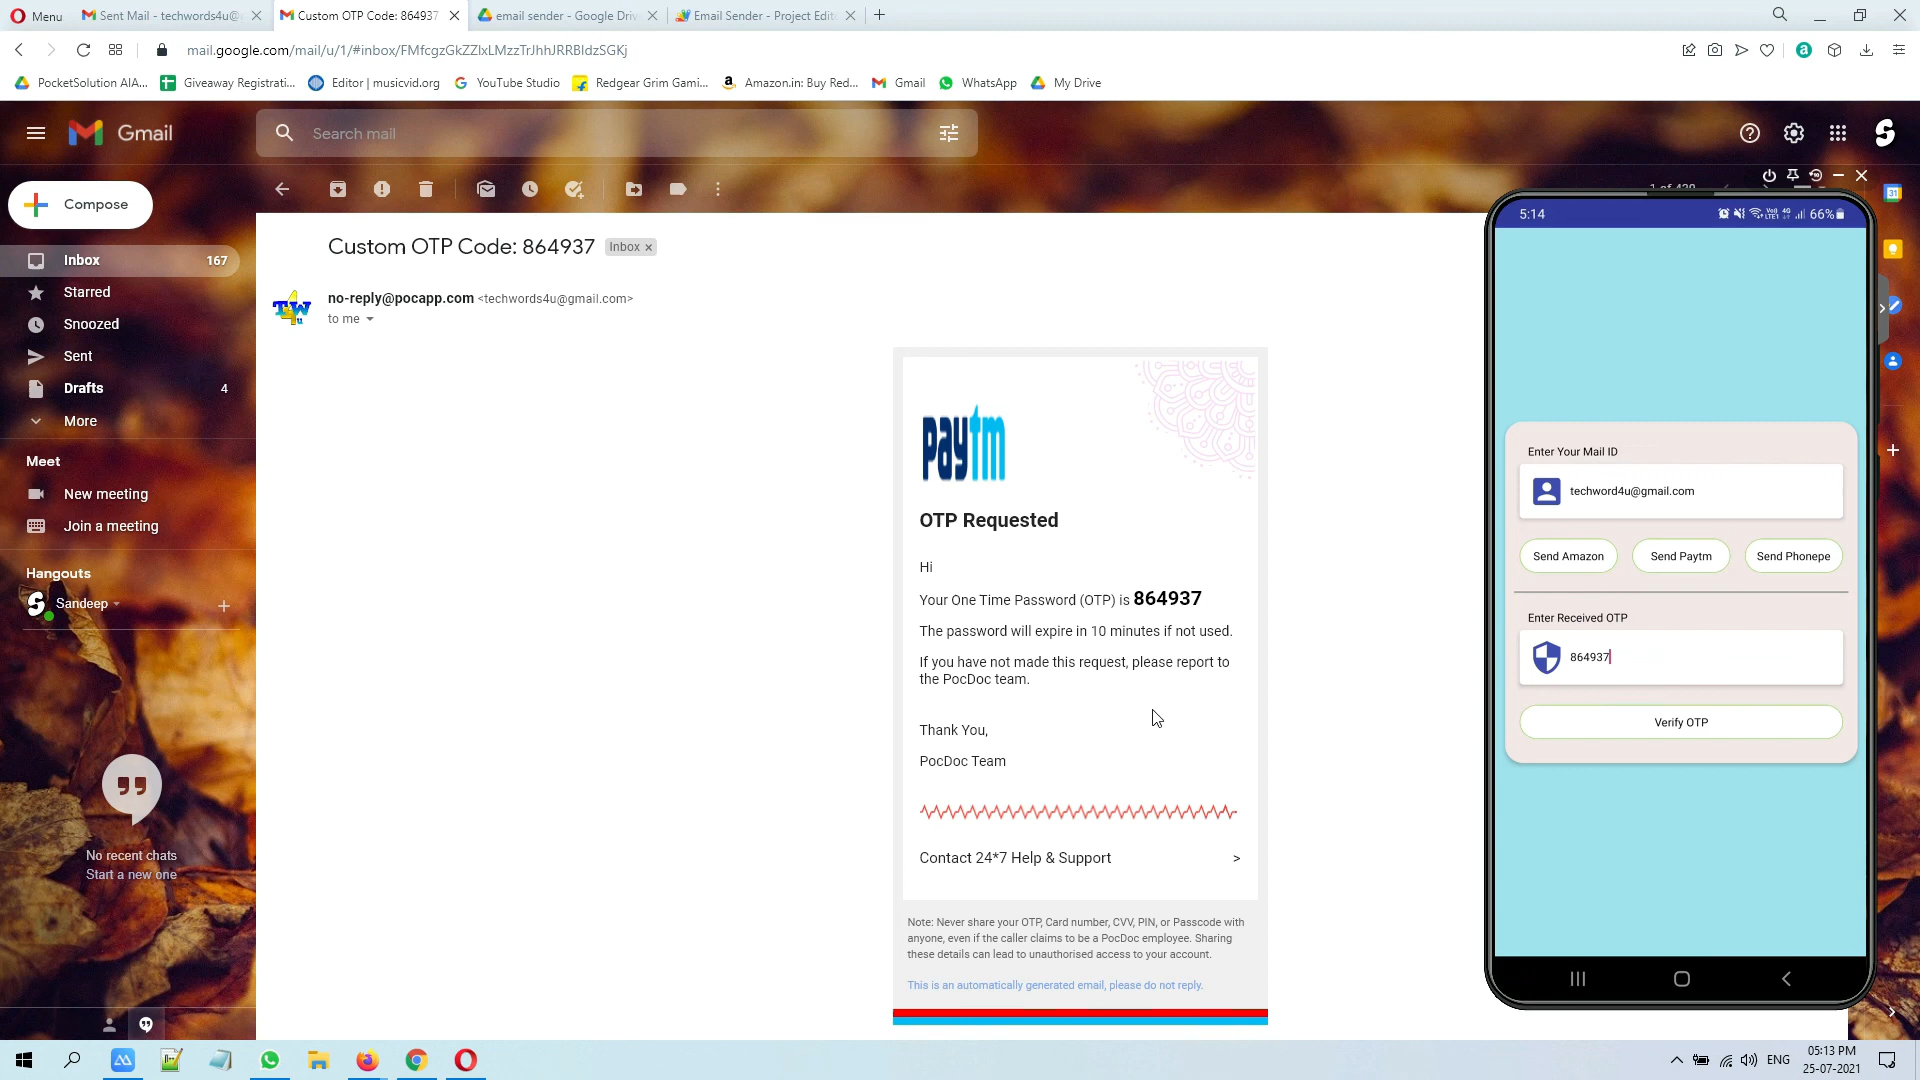 Menu
Sent Mail - techwords4u@
Custom OTP Code: 864937
email sender - Google Driv
Email Sender - Project Edit
mail.google.com/mail/u/1/#inbox/FMfcgzGkZZlxLMzzTrJhhJRRBldzSGKj
PocketSolution AIA...
Giveaway Registrati...
Editor | musicvid.org
YouTube Studio
Redgear Grim Gami...
Amazon.in: Buy Red...
Gmail
WhatsApp
My Drive
Gmail
Search mail
Compose
Inbox 167
Starred
Snoozed
Sent
Drafts 4
More
Meet
New meeting
Join a meeting
Hangouts
Sandeep
No recent chats
Start a new one
Custom OTP Code: 864937
Inbox ×
no-reply@pocapp.com <techwords4u@gmail.com>
to me
paytm
OTP Requested
Hi
Your One Time Password (OTP) is 864937
The password will expire in 10 minutes if not used.
If you have not made this request, please report to
the PocDoc team.
Thank You,
PocDoc Team
Contact 24*7 Help & Support >
Note: Never share your OTP, Card number, CVV, PIN, or Passcode with
anyone, even if the caller claims to be a PocDoc employee. Sharing
these details can lead to unauthorised access to your account.
This is an automatically generated email, please do not reply.
5:14
66%
Enter Your Mail ID
techword4u@gmail.com
Send Amazon
Send Paytm
Send Phonepe
Enter Received OTP
864937
Verify OTP
ENG
05:13 PM
25-07-2021